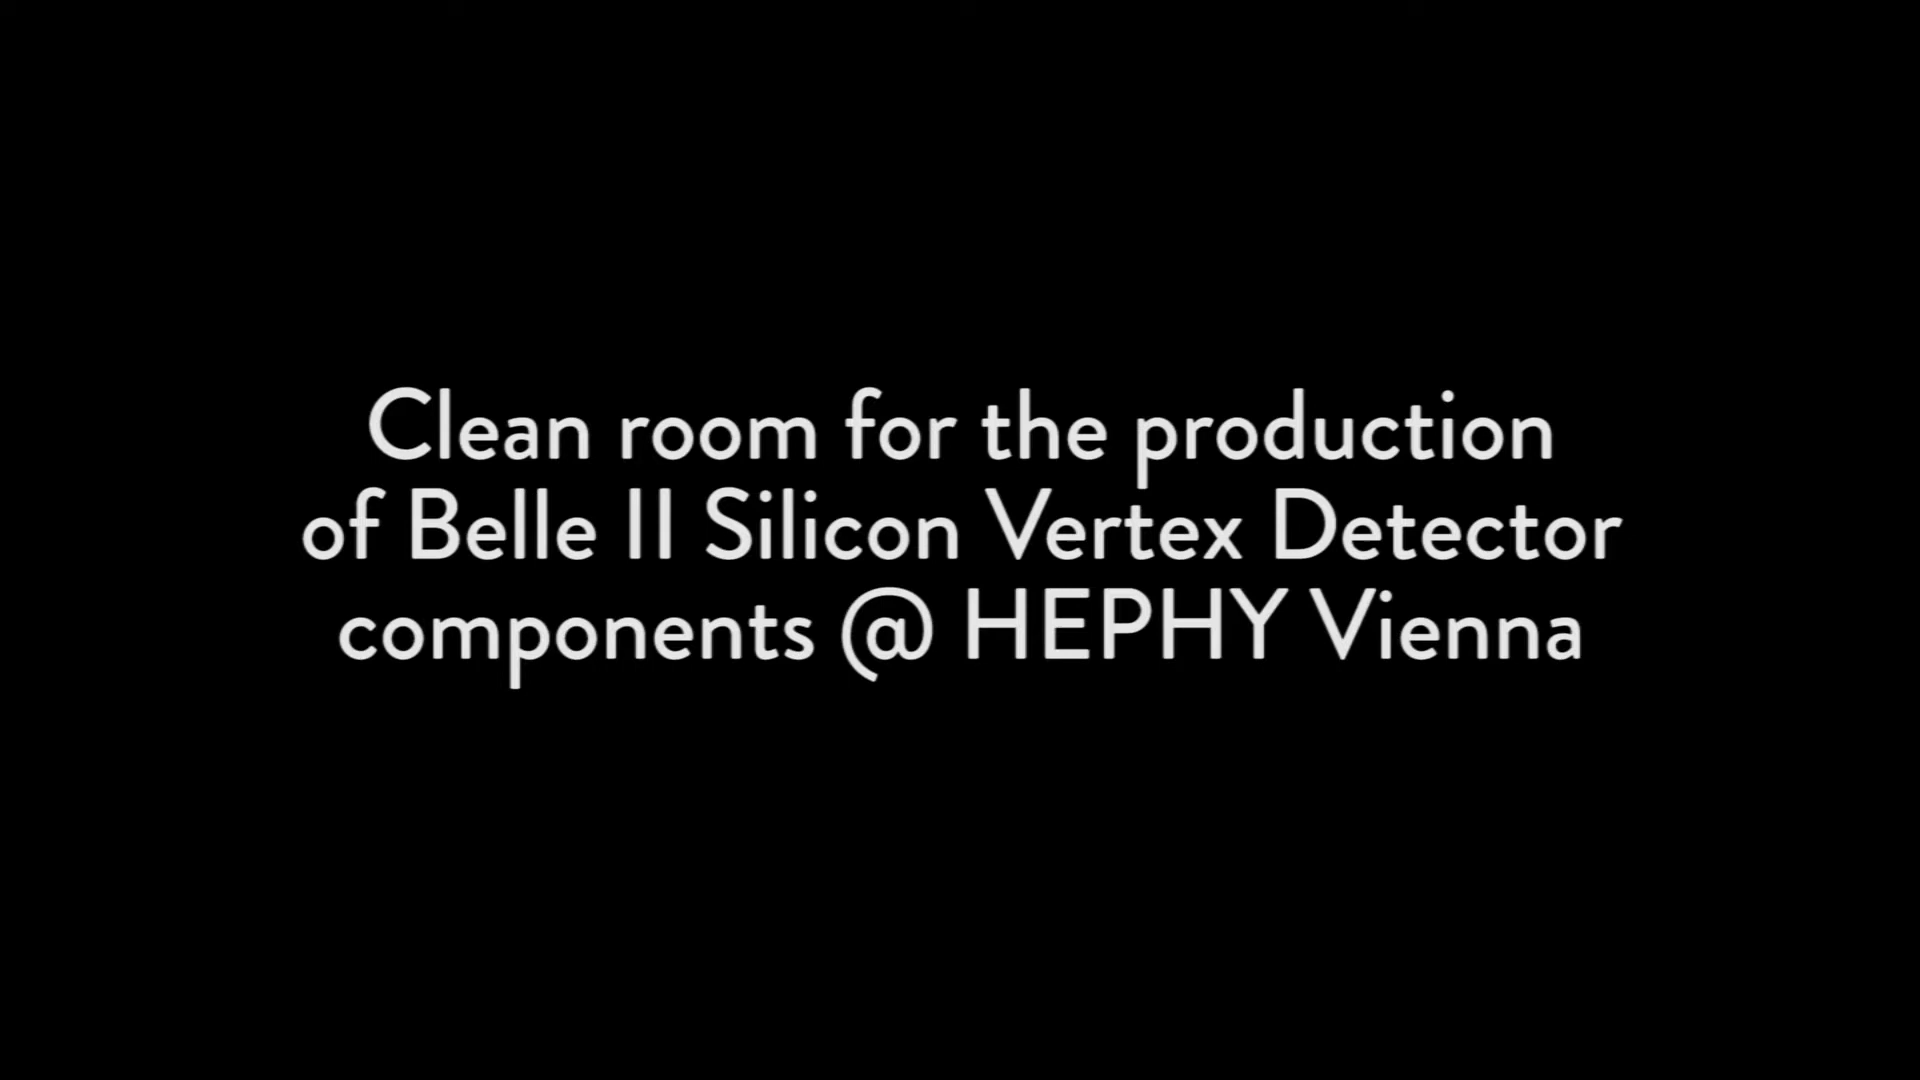 Clean room for the production
of Belle II Silicon Vertex Detector
components @ HEPHY Vienna